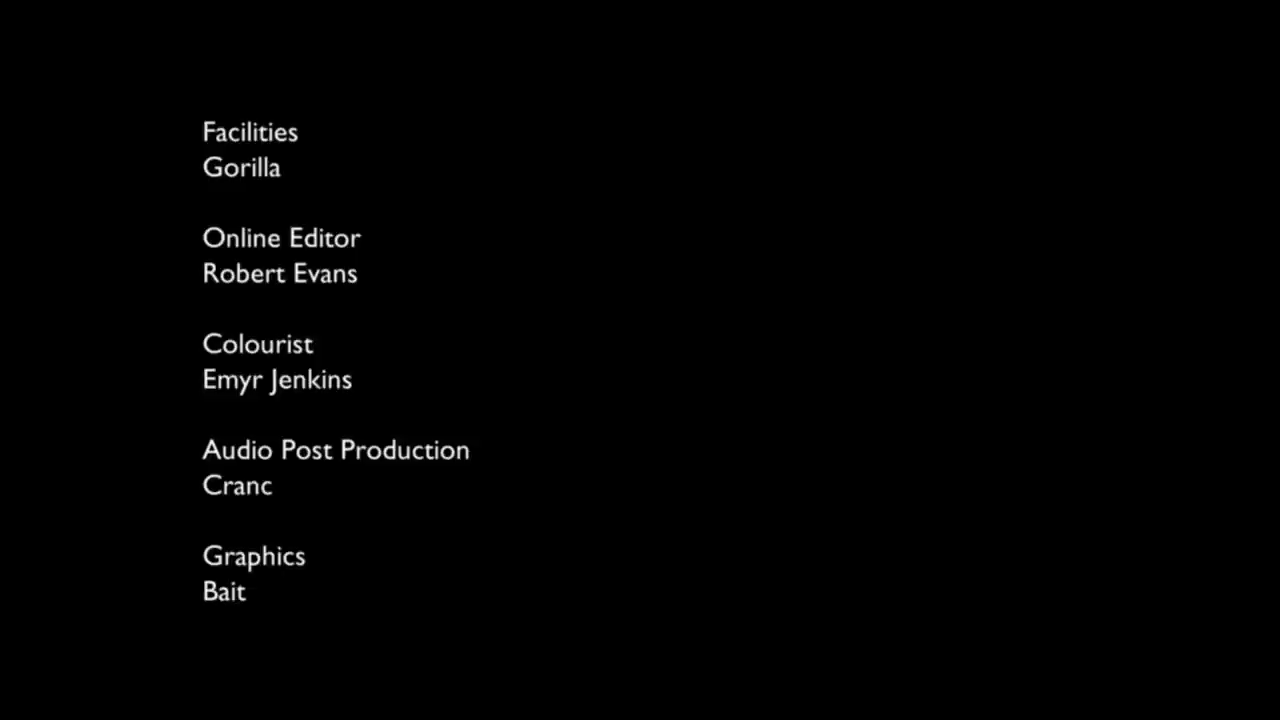 Facilities
Gorilla
Online Editor
Robert Evans
Colourist
Emyr Jenkins
Audio Post Production
Cranc
Graphics
Bait